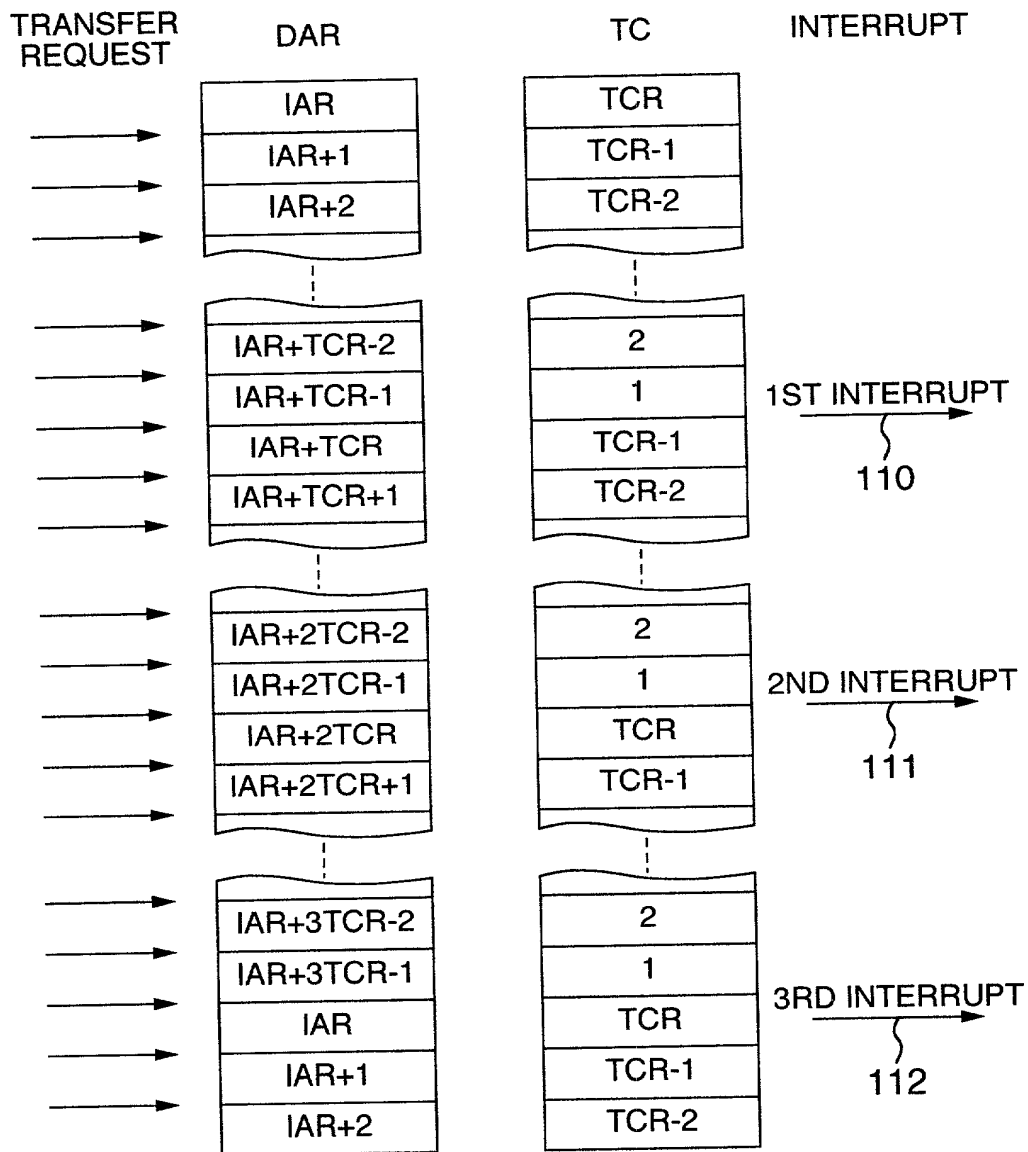 TRANSFER REQUEST
DAR
TC
INTERRUPT
IAR
TCR
IAR+1
TCR-1
IAR+2
TCR-2
IAR+TCR-2
2
IAR+TCR-1
1
1ST INTERRUPT
IAR+TCR
TCR-1
110
IAR+TCR+1
TCR-2
IAR+2TCR-2
2
IAR+2TCR-1
1
2ND INTERRUPT
IAR+2TCR
TCR
111
IAR+2TCR+1
TCR-1
IAR+3TCR-2
2
IAR+3TCR-1
1
3RD INTERRUPT
IAR
TCR
IAR+1
TCR-1
112
IAR+2
TCR-2